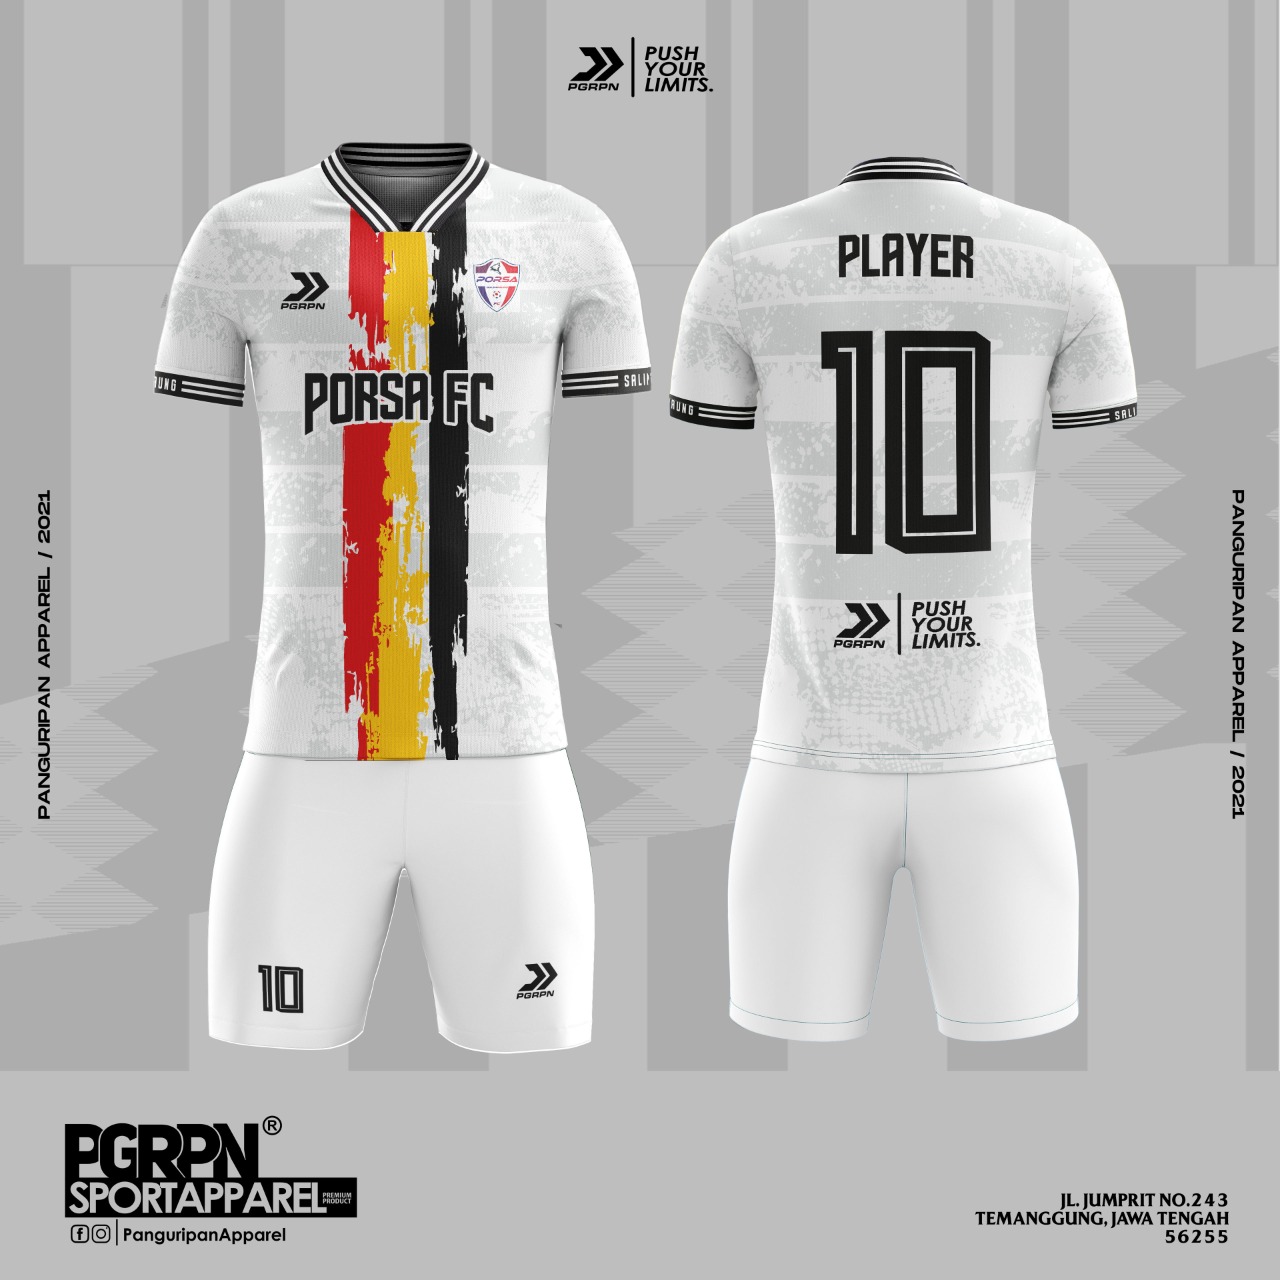 PGRPN
PUSH
YOUR
LIMITS.
PGRPN
PORSA
PORSA FC
PLAYER
10
PGRPN
PUSH
YOUR
LIMITS.
10
PGRPN
PANGURIPAN APPAREL / 2021
PANGURIPAN APPAREL / 2021
PGRPN®
SPORTAPPAREL PREMIUM
PRODUCT
PanguripanApparel
JL. JUMPRIT NO.243
TEMANGGUNG, JAWA TENGAH
56255